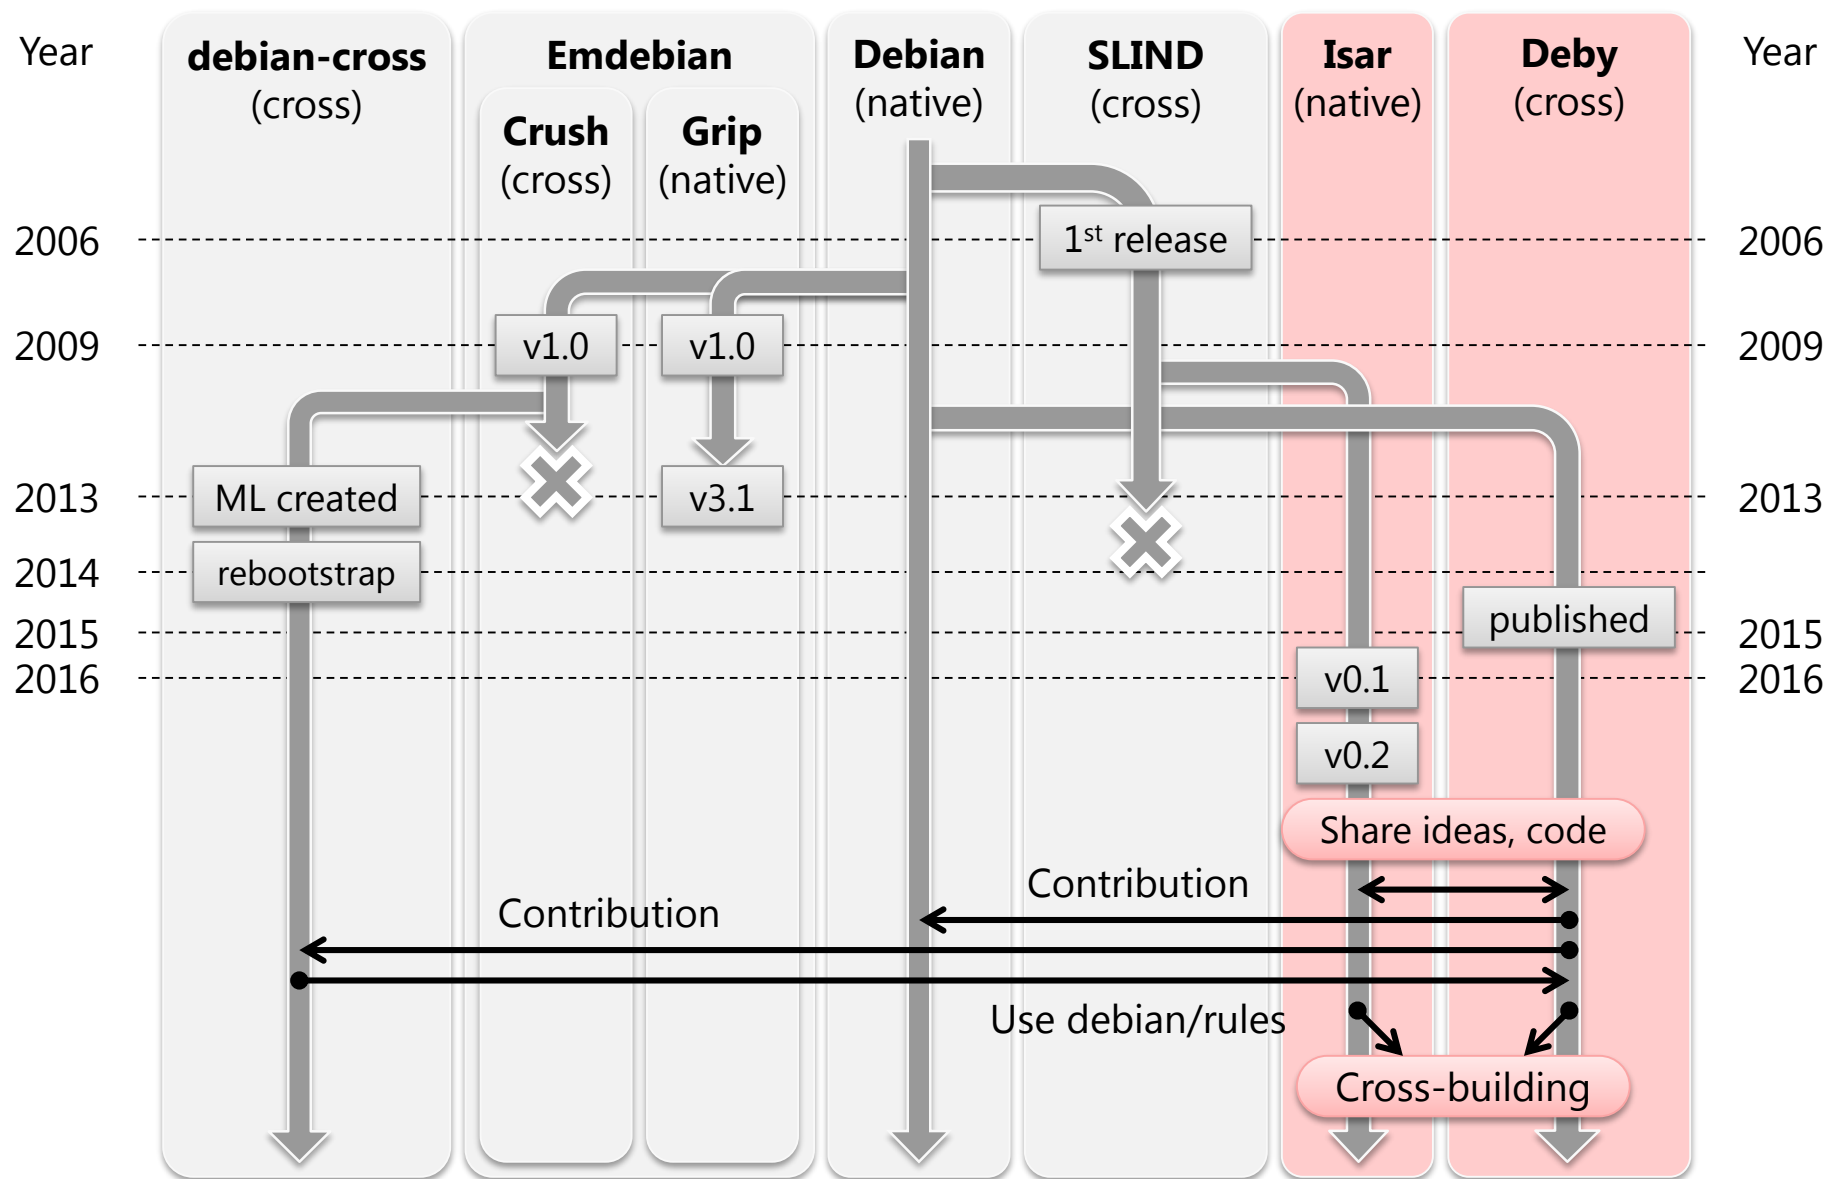 Year
debian-cross
(cross)
Emdebian
Crush
(cross)
Grip
(native)
Debian
(native)
SLIND
(cross)
Isar
(native)
Deby
(cross)
Year
2006
1st release
2006
2009
v1.0
v1.0
2009
2013
ML created
v3.1
2013
2014
rebootstrap
2014
2015
published
2015
2016
v0.1
2016
v0.2
Share ideas, code
Contribution
Contribution
Use debian/rules
Cross-building